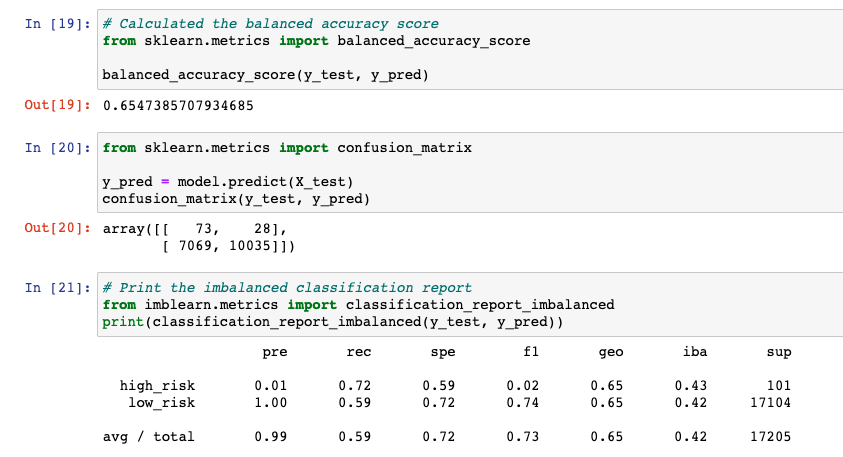 In [19]: # Calculated the balanced accuracy score
from sklearn.metrics import balanced_accuracy_score
balanced_accuracy_score(y_test, y_pred)
Out[19]: 0.6547385707934685
In [20]: from sklearn.metrics import confusion_matrix
y_pred = model.predict(X_test)
confusion_matrix(y_test, y_pred)
Out[20]: array([[   73,    28],
[ 7069, 10035]])
In [21]: # Print the imbalanced classification report
from imblearn.metrics import classification_report_imbalanced
print(classification_report_imbalanced(y_test, y_pred))
pre rec spe f1 geo iba sup
high_risk 0.01 0.72 0.59 0.02 0.65 0.43 101
low_risk 1.00 0.59 0.72 0.74 0.65 0.42 17104
avg / total 0.99 0.59 0.72 0.73 0.65 0.42 17205